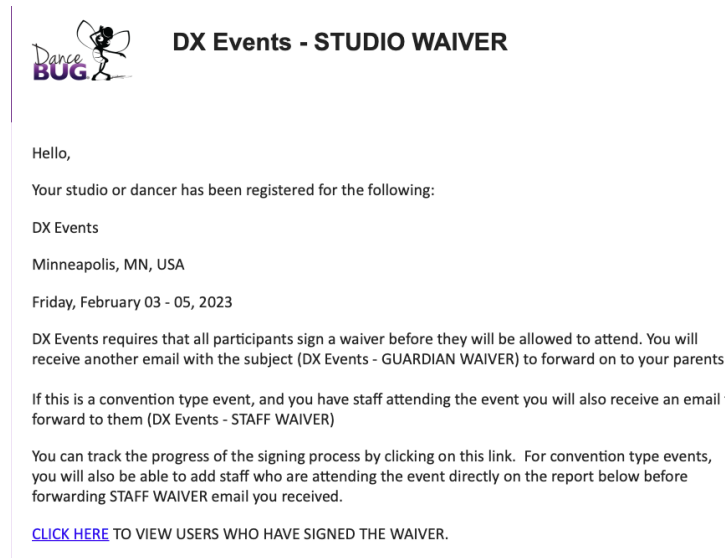 Dance
BUG
DX Events - STUDIO WAIVER
Hello,
Your studio or dancer has been registered for the following:
DX Events
Minneapolis, MN, USA
Friday, February 03 - 05, 2023
DX Events requires that all participants sign a waiver before they will be allowed to attend. You will
receive another email with the subject (DX Events - GUARDIAN WAIVER) to forward on to your parents
If this is a convention type event, and you have staff attending the event you will also receive an email
forward to them (DX Events - STAFF WAIVER)
You can track the progress of the signing process by clicking on this link. For convention type events,
you will also be able to add staff who are attending the event directly on the report below before
forwarding STAFF WAIVER email you received.
CLICK HERE TO VIEW USERS WHO HAVE SIGNED THE WAIVER.